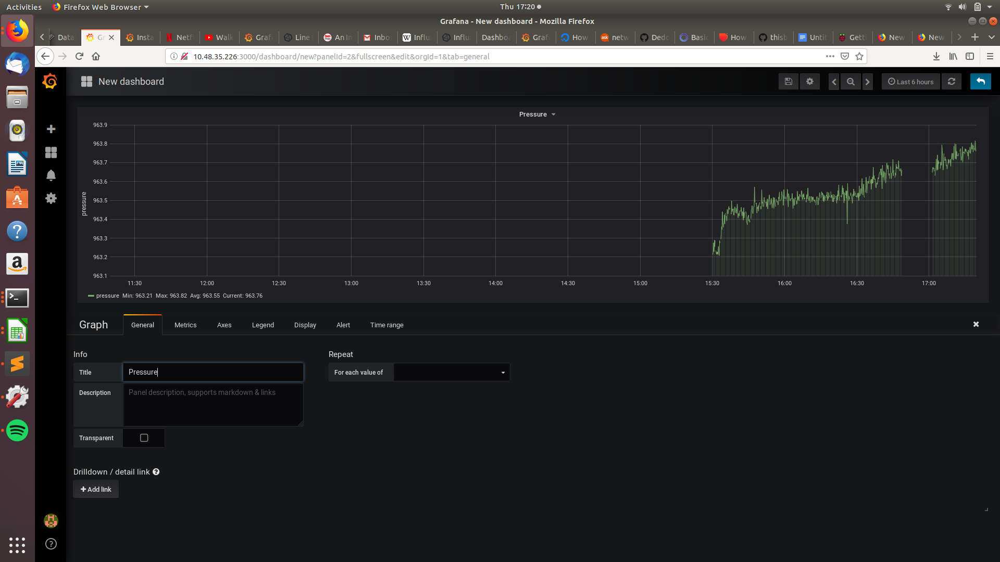 Activities
Firefox Web Browser
Thu 17:20
Grafana - New dashboard - Mozilla Firefox
Data
Gr
Insta
Netf
Walk
Graf
Line
An In
Inbo
Influ
Influ
Dashbo
Graf
How
ask
netw
Dedo
Basi
How
thisb
Unti
Getti
New
New
10.48.35.226:3000/dashboard/new?panelId=2&fullscreen&edit&orgId=1&tab=general
New dashboard
Last 6 hours
Pressure
963.9
963.8
963.7
963.6
963.5
963.4
963.3
963.2
963.1
pressure
11:30 12:00 12:30 13:00 13:30 14:00 14:30 15:00 15:30 16:00 16:30 17:00
pressure Min: 963.21 Max: 963.82 Avg: 963.55 Current: 963.76
Graph
General
Metrics
Axes
Legend
Display
Alert
Time range
Info
Title
Pressure
Description
Panel description, supports markdown & links
Transparent
Repeat
For each value of
Drilldown / detail link
Add link